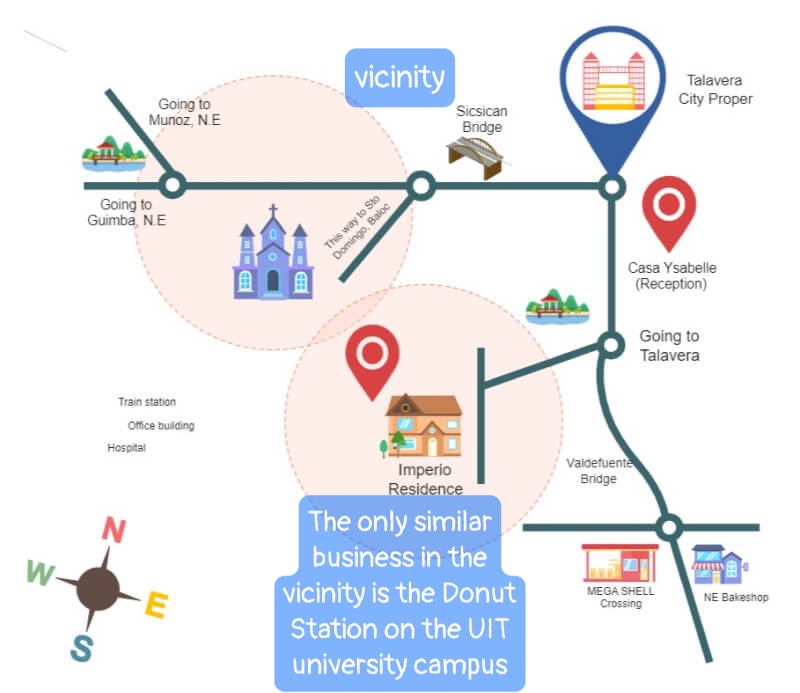 vicinity
Talavera
City Proper
Going to
Munoz, N.E
Sicsican
Bridge
Going to
Guimba, N.E
This way to Sto
Domingo, Baloc
Casa Ysabelle
(Reception)
Going to
Talavera
Train station
Office building
Hospital
Imperio
Residence
Valdefuente
Bridge
The only similar
business in the
vicinity is the Donut
Station on the UIT
university campus
N
W
E
S
MEGA SHELL
Crossing
NE Bakeshop